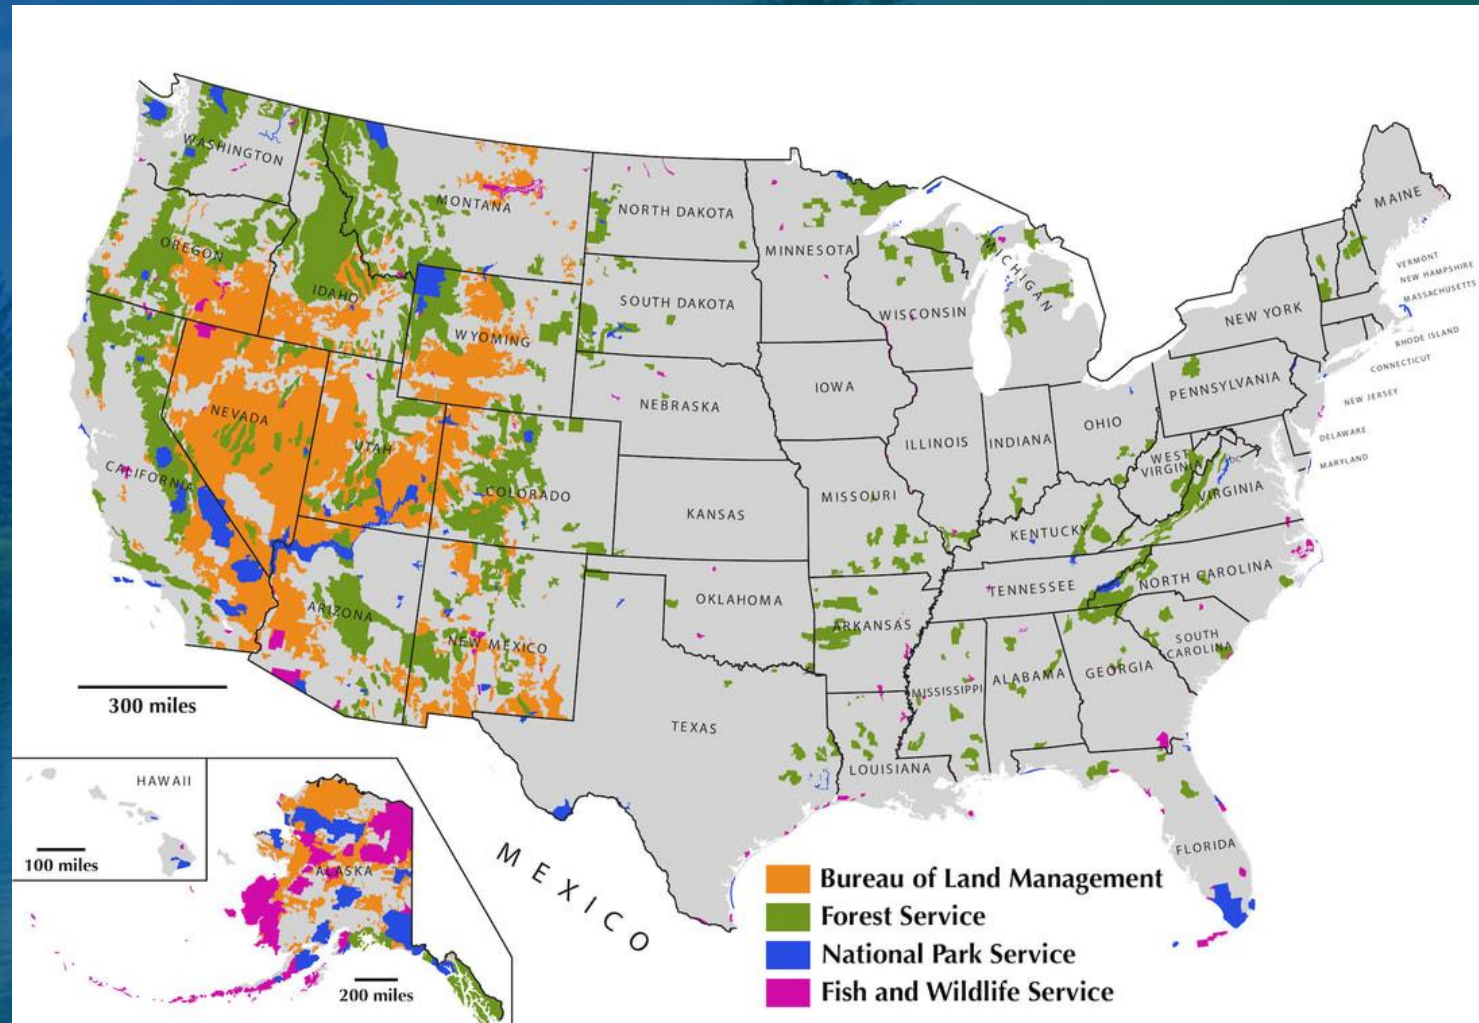 WASHINGTON
MONTANA
NORTH DAKOTA
MINNESOTA
MAINE
OREGON
IDAHO
WYOMING
SOUTH DAKOTA
WISCONSIN
MICHIGAN
NEW YORK
VERMONT
NEW HAMPSHIRE
MASSACHUSETTS
RHODE ISLAND
CONNECTICUT
NEW JERSEY
DELAWARE
MARYLAND
NEVADA
UTAH
CALIFORNIA
COLORADO
NEBRASKA
IOWA
ILLINOIS
INDIANA
OHIO
PENNSYLVANIA
WEST
VIRGINIA
DC
VIRGINIA
KANSAS
MISSOURI
KENTUCKY
ARIZONA
NEW MEXICO
OKLAHOMA
ARKANSAS
TENNESSEE
NORTH CAROLINA
SOUTH
CAROLINA
TEXAS
LOUISIANA
MISSISSIPPI
ALABAMA
GEORGIA
FLORIDA
300 miles
HAWAII
100 miles
ALASKA
200 miles
MEXICO
Bureau of Land Management
Forest Service
National Park Service
Fish and Wildlife Service